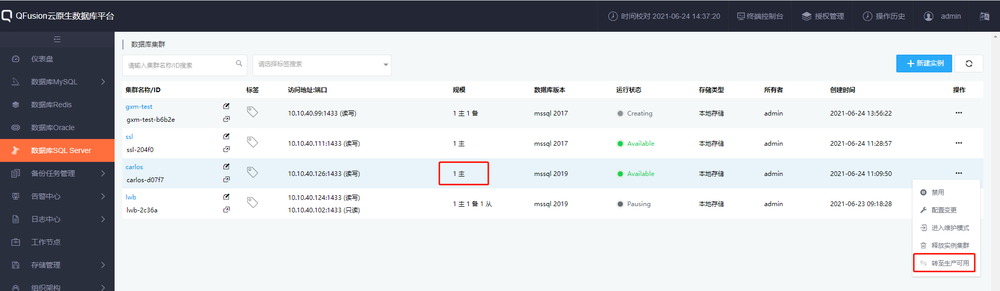 QFusion云原生数据库平台
时间校对 2021-06-24 14:37:20
终端控制台
授权管理
操作历史
admin
仪表盘
数据库MySQL
数据库Redis
数据库Oracle
数据库SQL Server
备份任务管理
告警中心
日志中心
工作节点
存储管理
组织架构
数据库集群
请输入集群名称/ID搜索
请选择标签搜索
新建实例
集群名称/ID 标签 访问地址:端口 规模 数据库版本 运行状态 存储类型 所有者 创建时间 操作
gxm-test
gxm-test-b6b2e
10.10.40.99:1433 (读写) 1 主 1 备 mssql 2017 Creating 本地存储 admin 2021-06-24 13:56:22
ssl
ssl-204f0
10.10.40.111:1433 (读写) 1 主 mssql 2017 Available 本地存储 admin 2021-06-24 11:28:57
carlos
carlos-d07f7
10.10.40.126:1433 (读写) 1 主 mssql 2019 Available 本地存储 admin 2021-06-24 11:09:50
lwb
lwb-2c36a
10.10.40.124:1433 (读写)
10.10.40.102:1433 (只读)
1 主 1 备 1 从 mssql 2019 Pausing 本地存储 admin 2021-06-23 09:18:28
禁用
配置变更
进入维护模式
释放实例集群
转至生产可用